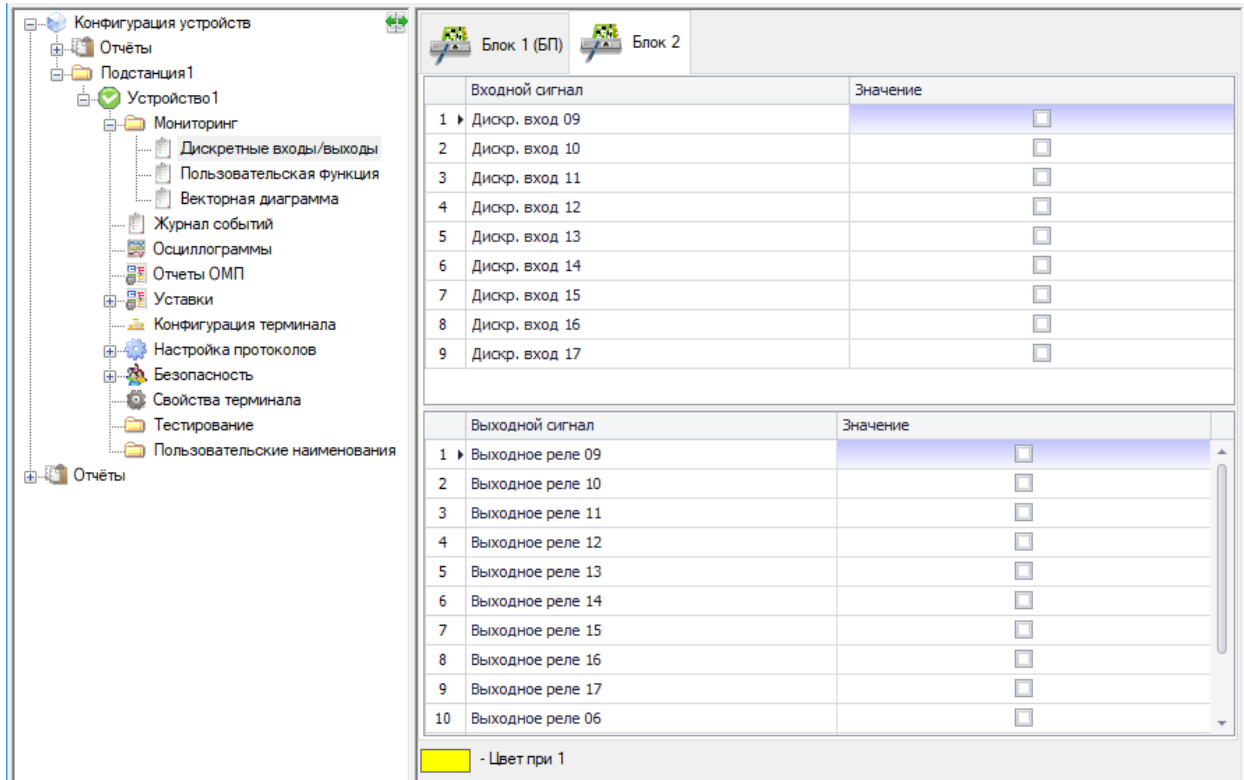 Конфигурация устройств
Отчёты
Подстанция1
Устройство1
Мониторинг
Дискретные входы/выходы
Пользовательская функция
Векторная диаграмма
Журнал событий
Осциллограммы
Отчеты ОМП
Уставки
Конфигурация терминала
Настройка протоколов
Безопасность
Свойства терминала
Тестирование
Пользовательские наименования
Отчёты
Блок 1 (БП) Блок 2
Входной сигнал Значение
1 Дискр. вход 09
2 Дискр. вход 10
3 Дискр. вход 11
4 Дискр. вход 12
5 Дискр. вход 13
6 Дискр. вход 14
7 Дискр. вход 15
8 Дискр. вход 16
9 Дискр. вход 17
Выходной сигнал Значение
1 Выходное реле 09
2 Выходное реле 10
3 Выходное реле 11
4 Выходное реле 12
5 Выходное реле 13
6 Выходное реле 14
7 Выходное реле 15
8 Выходное реле 16
9 Выходное реле 17
10 Выходное реле 06
- Цвет при 1